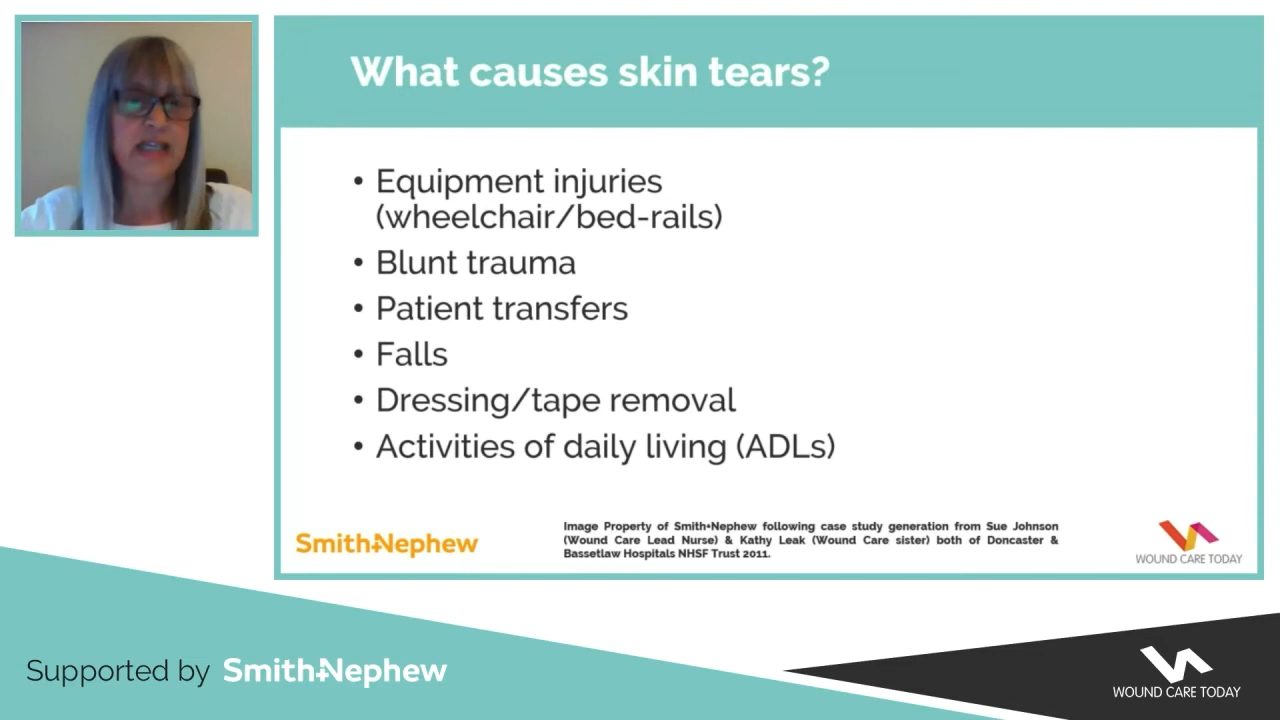 What causes skin tears?
• Equipment injuries
(wheelchair/bed-rails)
• Blunt trauma
• Patient transfers
• Falls
• Dressing/tape removal
• Activities of daily living (ADLs)
Smith+Nephew
Image Property of Smith+Nephew following case study generation from Sue Johnson
(Wound Care Lead Nurse) & Kathy Leak (Wound Care sister) both of Doncaster &
Bassetlaw Hospitals NHSF Trust 2011.
WOUND CARE TODAY
Supported by Smith+Nephew
WOUND CARE TODAY